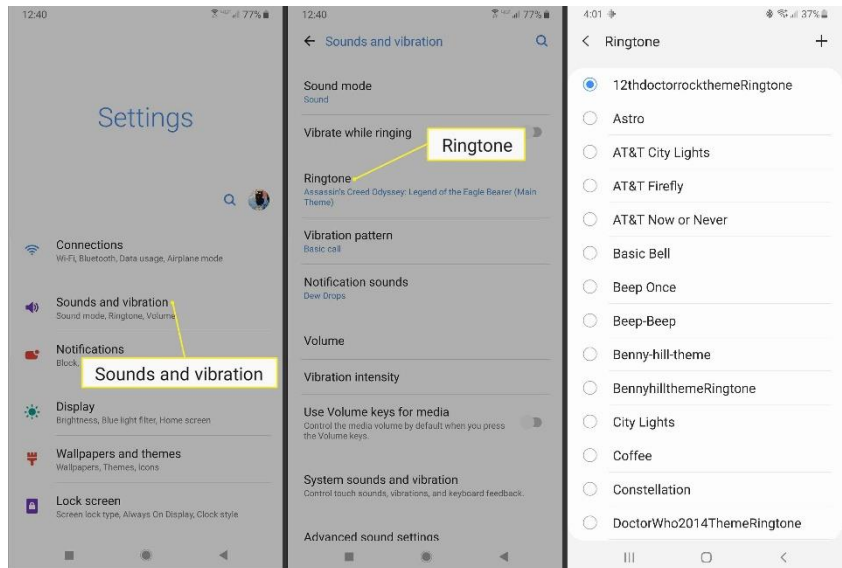 12:40
77%
Settings
Connections
Wi-Fi, Bluetooth, Data usage, Airplane mode
Sounds and vibration
Sound mode, Ringtone, Volume
Notifications
Block,
Sounds and vibration
Display
Brightness, Blue light filter, Home screen
Wallpapers and themes
Wallpapers, Themes, Icons
Lock screen
Screen lock type, Always On Display, Clock style
12:40
77%
Sounds and vibration
Sound mode
Sound
Vibrate while ringing
Ringtone
Ringtone
Assassin's Creed Odyssey: Legend of the Eagle Bearer (Main
Theme)
Vibration pattern
Basic call
Notification sounds
Dew Drops
Volume
Vibration intensity
Use Volume keys for media
Control the media volume by default when you press
the Volume keys.
System sounds and vibration
Control touch sounds, vibrations, and keyboard feedback.
Advanced sound settings
4:01
37%
Ringtone
12thdoctorrockthemeRingtone
Astro
AT&T City Lights
AT&T Firefly
AT&T Now or Never
Basic Bell
Beep Once
Beep-Beep
Benny-hill-theme
BennyhillthemeRingtone
City Lights
Coffee
Constellation
DoctorWho2014ThemeRingtone